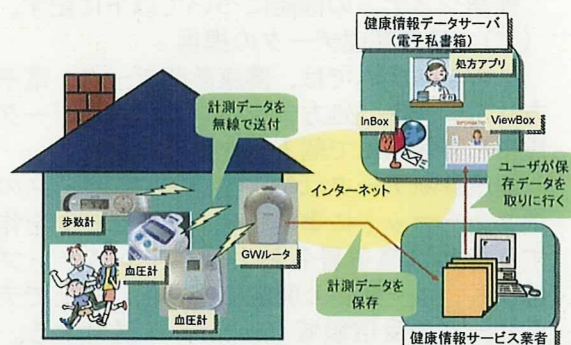 健康情報データサーバ
（電子私書箱）
処方アプリ
InBox
ViewBox
計測データを
無線で送付
インターネット
ユーザが保
存データを
取りに行く
歩数計
血圧計
血圧計
GWルータ
計測データを
保存
健康情報サービス業者